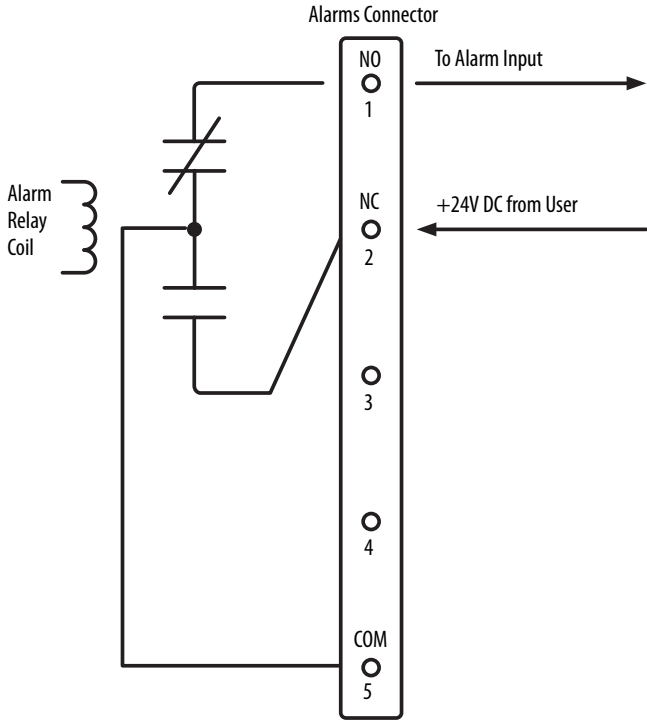 Alarms Connector
NO
1
To Alarm Input
Alarm
Relay
Coil
NC
2
+24V DC from User
3
4
COM
5